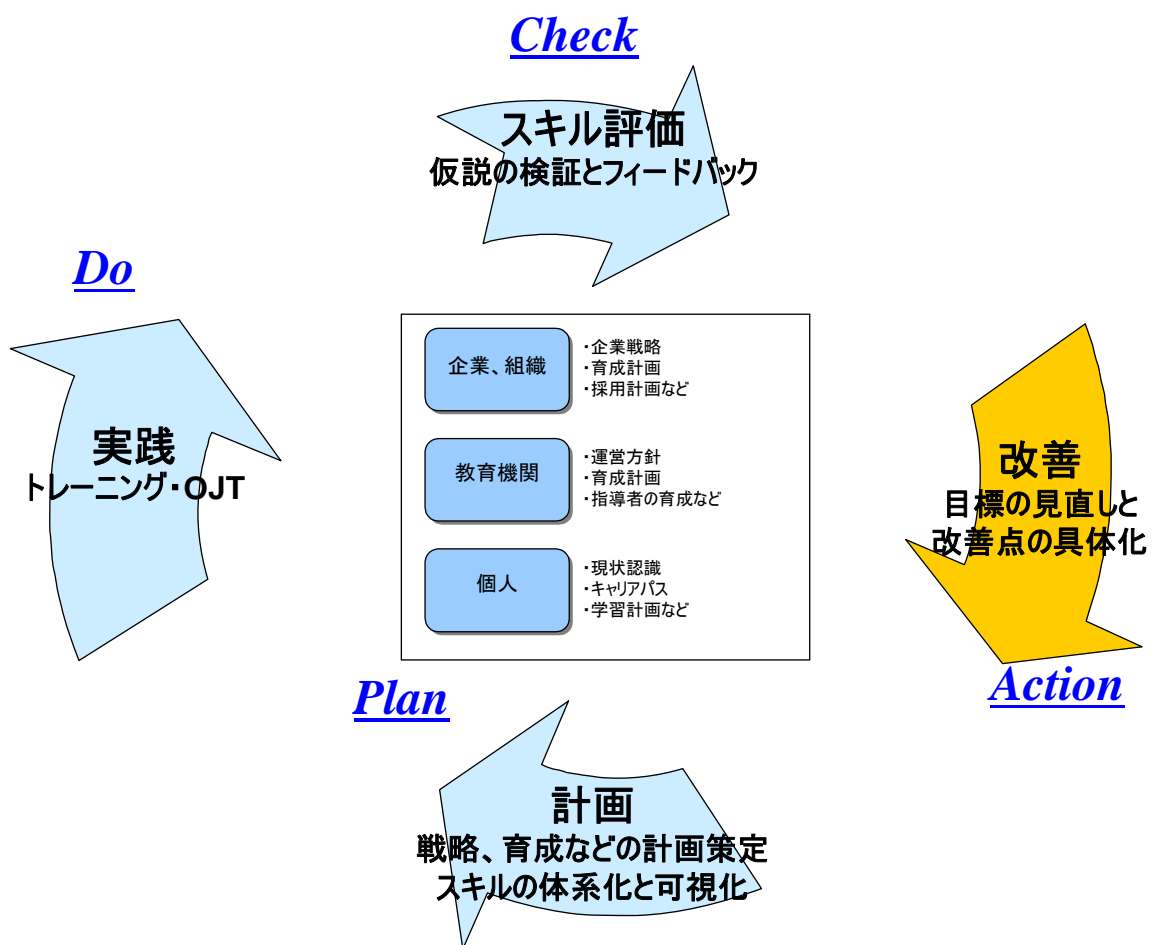 Check
スキル評価
仮説の検証とフィードバック
Do
実践
トレーニング・OJT
企業、組織
・企業戦略
・育成計画
・採用計画など
教育機関
・運営方針
・育成計画
・指導者の育成など
個人
・現状認識
・キャリアパス
・学習計画など
改善
目標の見直しと
改善点の具体化
Action
Plan
計画
戦略、育成などの計画策定
スキルの体系化と可視化